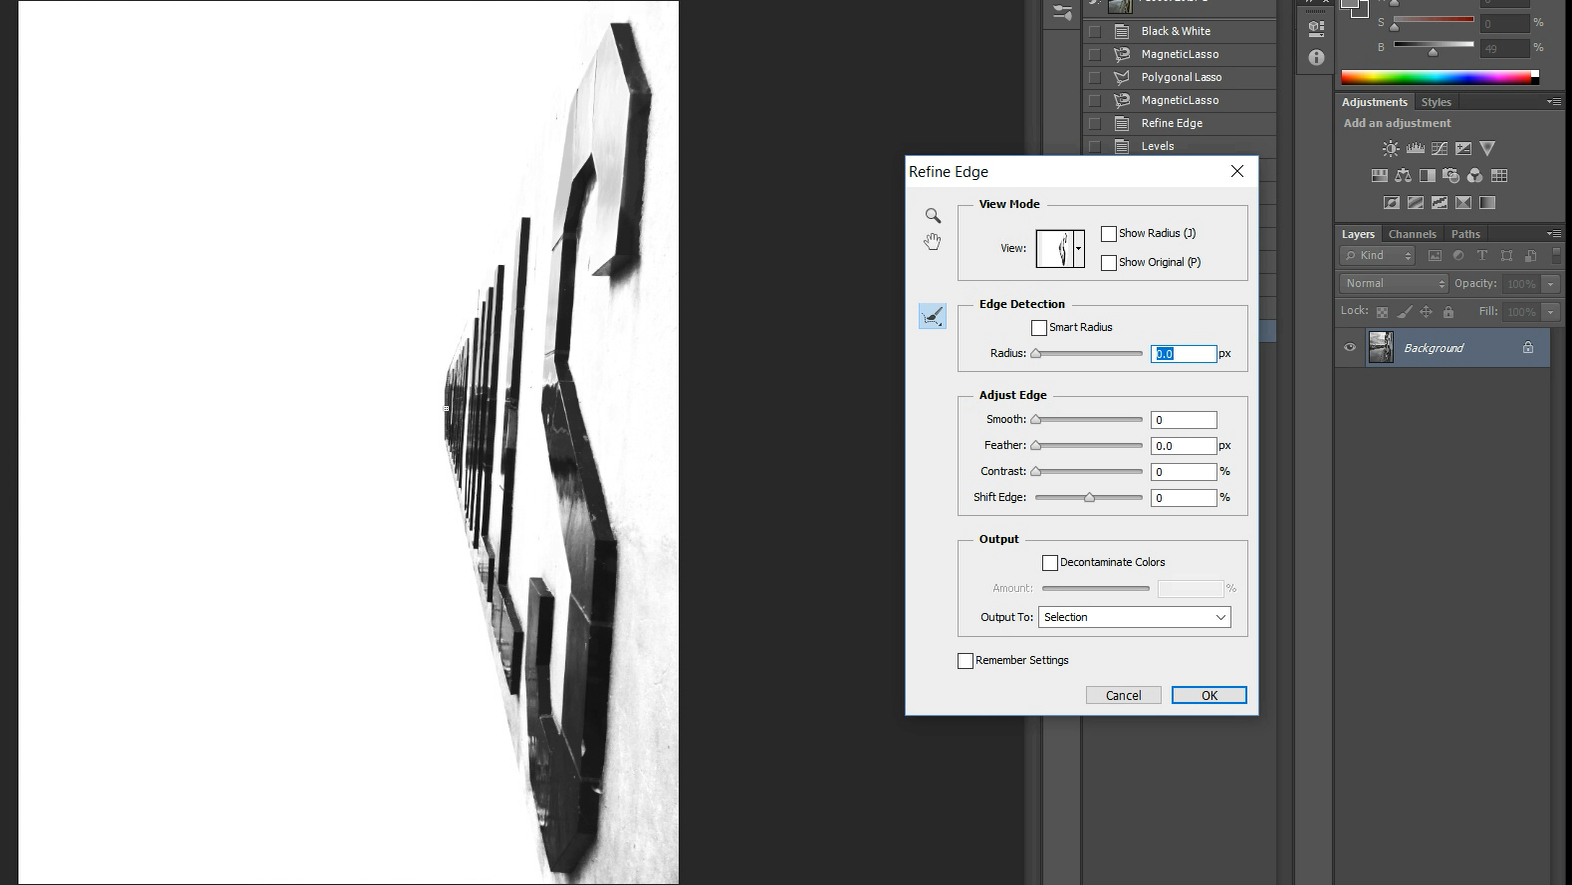 Black & White
MagneticLasso
Polygonal Lasso
MagneticLasso
Refine Edge
Levels
S
0
%
B
49
%
Adjustments
Styles
Add an adjustment
Refine Edge
View Mode
View:
Show Radius (J)
Show Original (P)
Edge Detection
Smart Radius
Radius:
0.0
px
Adjust Edge
Smooth:
0
Feather:
0.0
px
Contrast:
0
%
Shift Edge:
0
%
Output
Decontaminate Colors
Amount:
%
Output To:
Selection
Remember Settings
Cancel
OK
Layers
Channels
Paths
Kind
Normal
Opacity:
100%
Lock:
Fill:
100%
Background